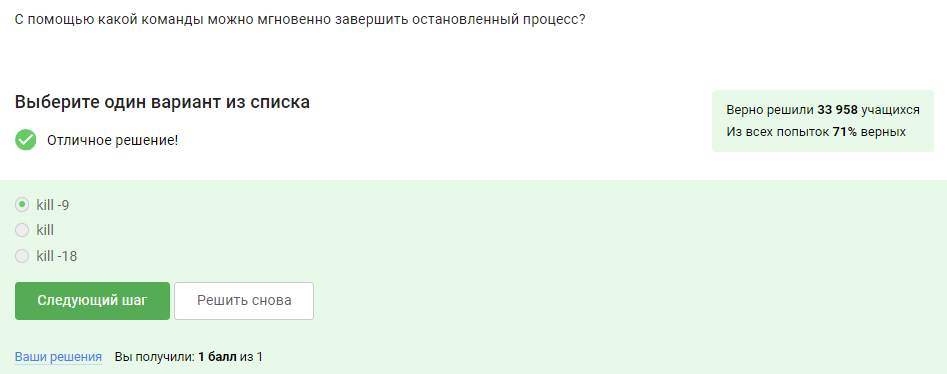 С помощью какой команды можно мгновенно завершить остановленный процесс?
Выберите один вариант из списка
Отличное решение!
Верно решили 33 958 учащихся
Из всех попыток 71% верных
kill -9
kill
kill -18
Следующий шаг
Решить снова
Ваши решения Вы получили: 1 балл из 1